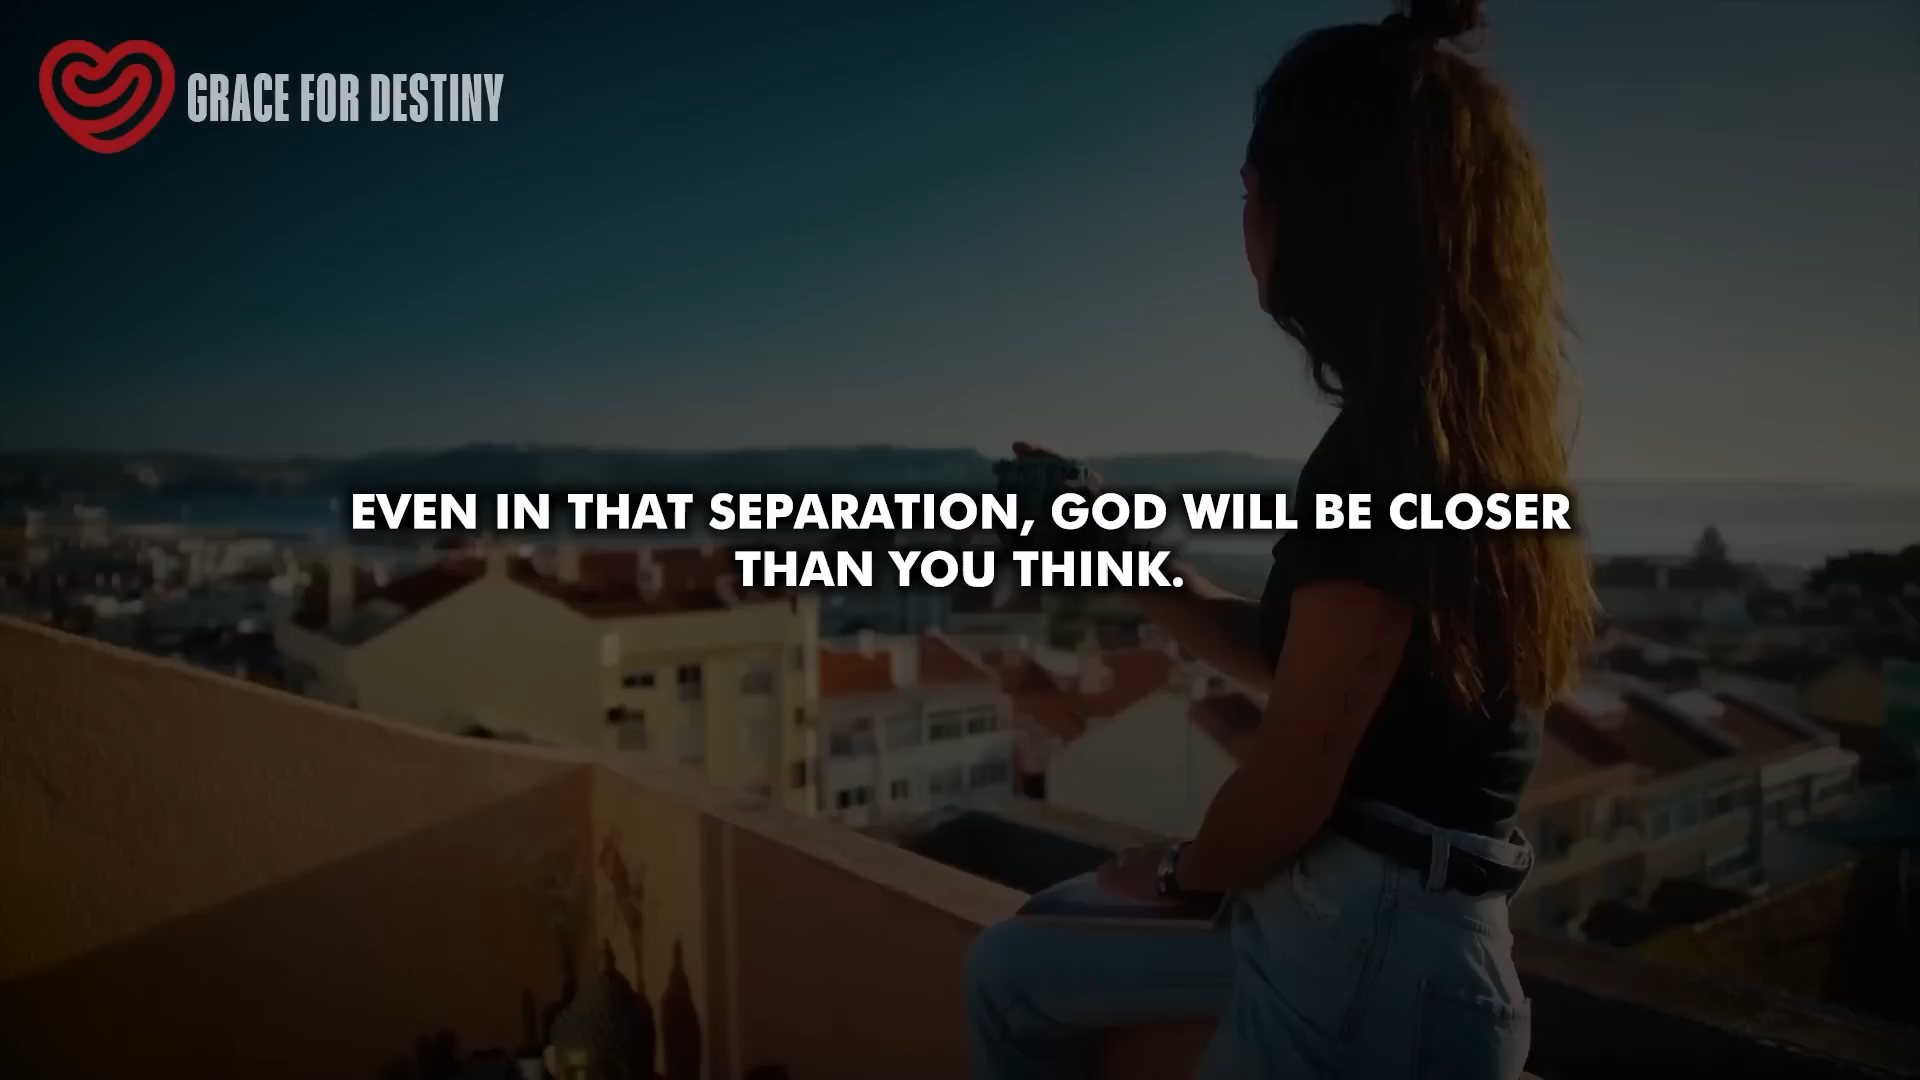 GRACE FOR DESTINY
EVEN IN THAT SEPARATION, GOD WILL BE CLOSER
THAN YOU THINK.